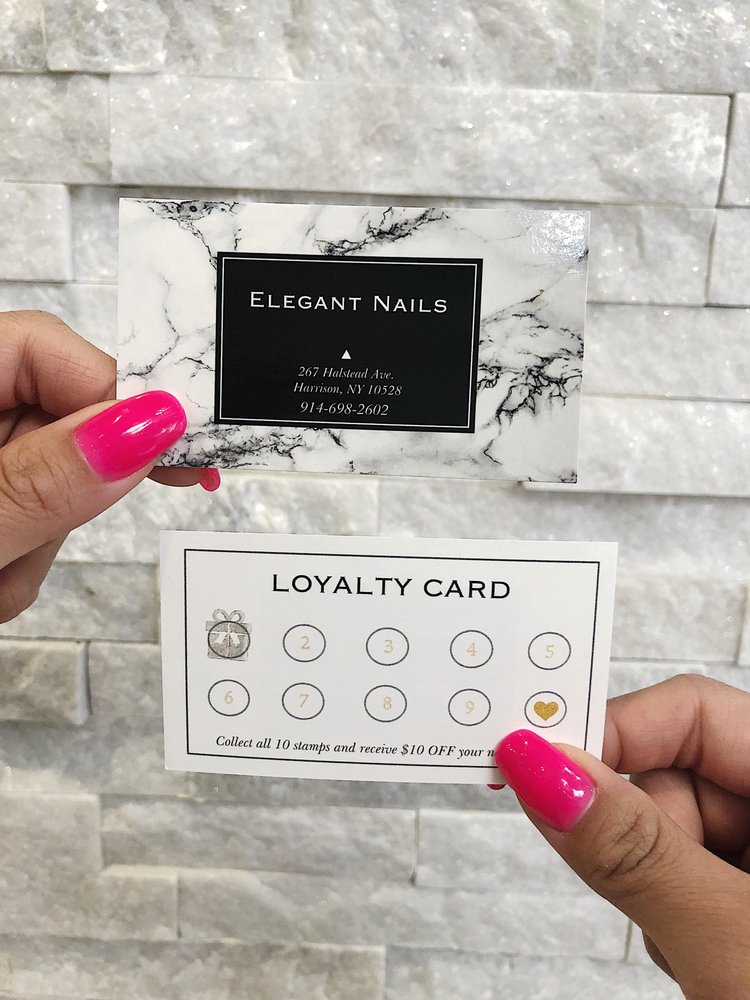 ELEGANT NAILS
267 Halstead Ave.
Harrison, NY 10528
914-698-2602
LOYALTY CARD
2 3 4 5
6 7 8 9
Collect all 10 stamps and receive $10 OFF your